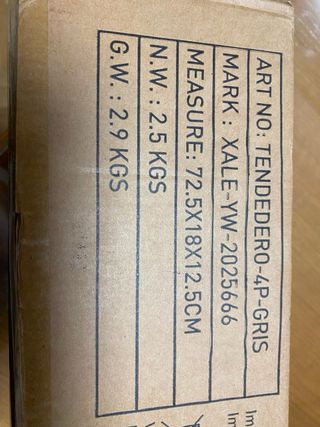 ART NO: TENDEDERO-4P-GRIS
MARK : XALE-YW-2025666
MEASURE: 72.5X18X12.5CM
N.W. : 2.5 KGS
G.W. : 2.9 KGS